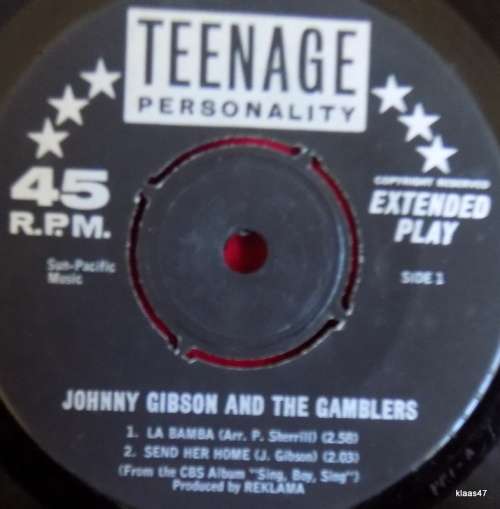 TEENAGE
PERSONALITY
45
R.P.M.
COPYRIGHT RESERVED
EXTENDED
PLAY
Sun-Pacific
Music
SIDE 1
JOHNNY GIBSON AND THE GAMBLERS
1. LA BAMBA (Arr. P. Sherrill) (2.58)
2. SEND HER HOME (J. Gibson) (2.03)
(From the CBS Album "Sing, Boy, Sing")
Produced by REKLAMA
klaas47